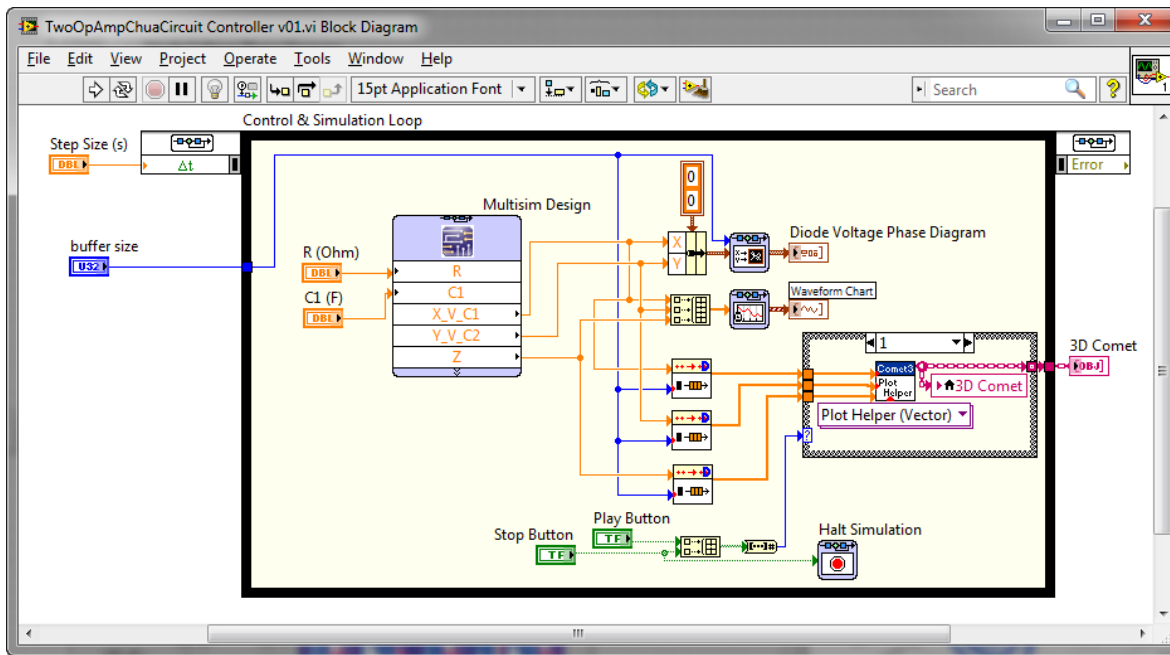 TwoOpAmpChuaCircuit Controller v01.vi Block Diagram
File Edit View Project Operate Tools Window Help
15pt Application Font
Search
1
Control & Simulation Loop
Step Size (s)
DBL
Δt
Error
buffer size
U32
Multisim Design
R (Ohm)
DBL
C1 (F)
DBL
R
C1
X_V_C1
Y_V_C2
Z
0
0
X
Y
Diode Voltage Phase Diagram
Waveform Chart
1
Comet3
Plot
Helper
3D Comet
Plot Helper (Vector)
?
3D Comet
OBJ
Play Button
TF
Stop Button
TF
Halt Simulation